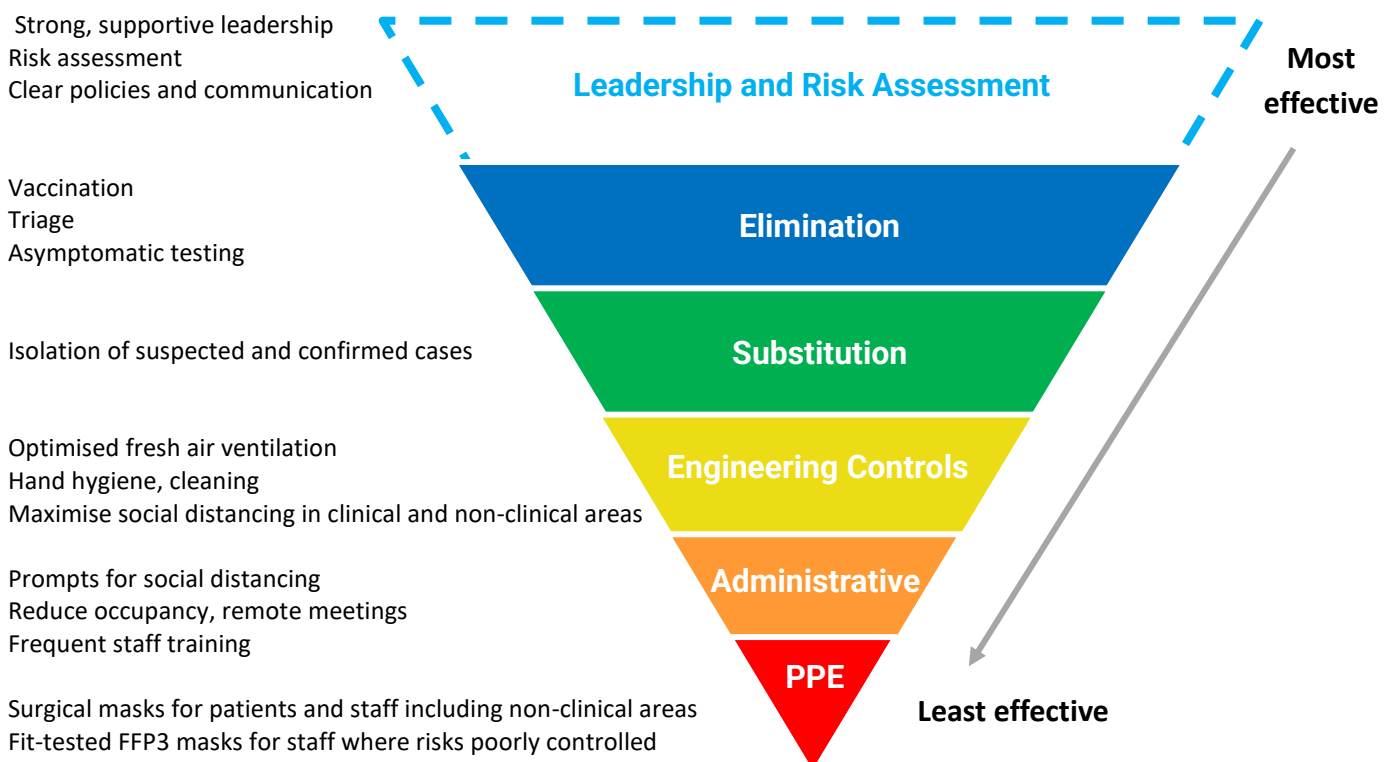 Strong, supportive leadership
Risk assessment
Clear policies and communication
Leadership and Risk Assessment
Most
effective
Vaccination
Triage
Asymptomatic testing
Elimination
Isolation of suspected and confirmed cases
Substitution
Optimised fresh air ventilation
Hand hygiene, cleaning
Maximise social distancing in clinical and non-clinical areas
Engineering Controls
Prompts for social distancing
Reduce occupancy, remote meetings
Frequent staff training
Administrative
PPE
Surgical masks for patients and staff including non-clinical areas
Fit-tested FFP3 masks for staff where risks poorly controlled
Least effective